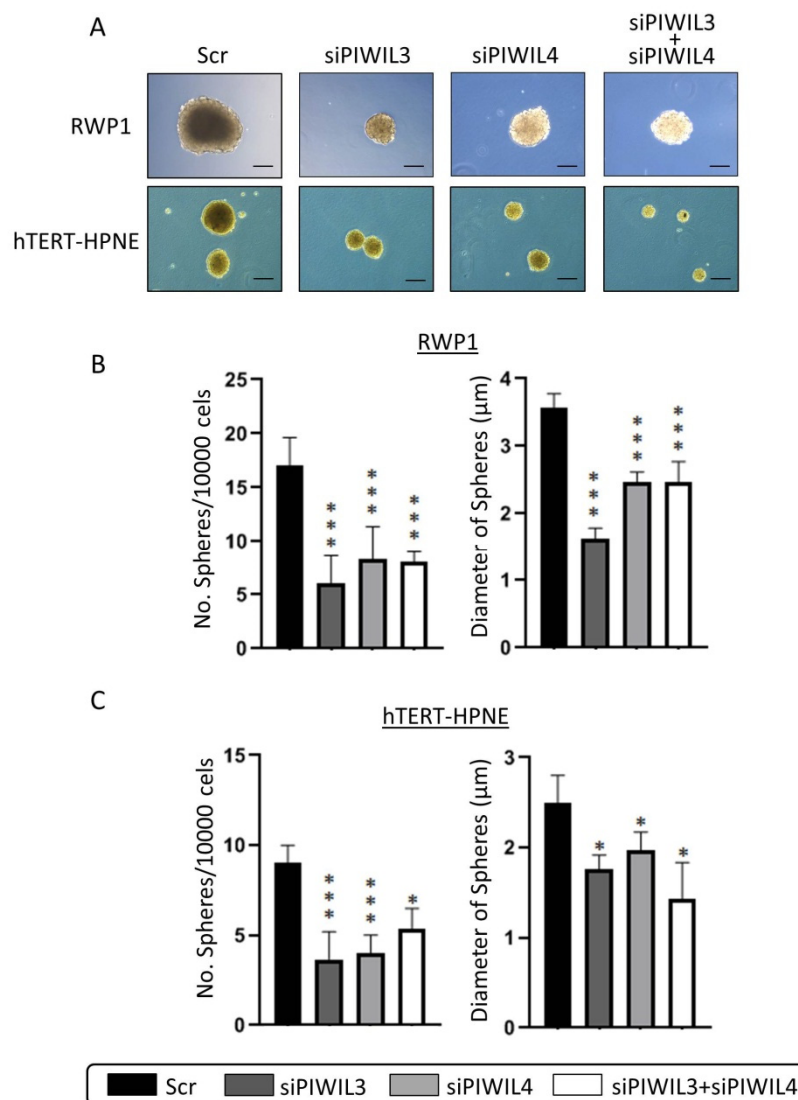 A
Scr
siPIWIL3
siPIWIL4
siPIWIL3
+
siPIWIL4
RWP1
hTERT-HPNE
B
RWP1
No. Spheres/10000 cels
25
20
15
10
5
0
***
***
***
Diameter of Spheres (µm)
4
3
2
1
0
***
***
***
C
hTERT-HPNE
No. Spheres/10000 cels
15
10
5
0
***
***
*
Diameter of Spheres (µm)
3
2
1
0
*
*
*
Scr siPIWIL3 siPIWIL4 siPIWIL3+siPIWIL4